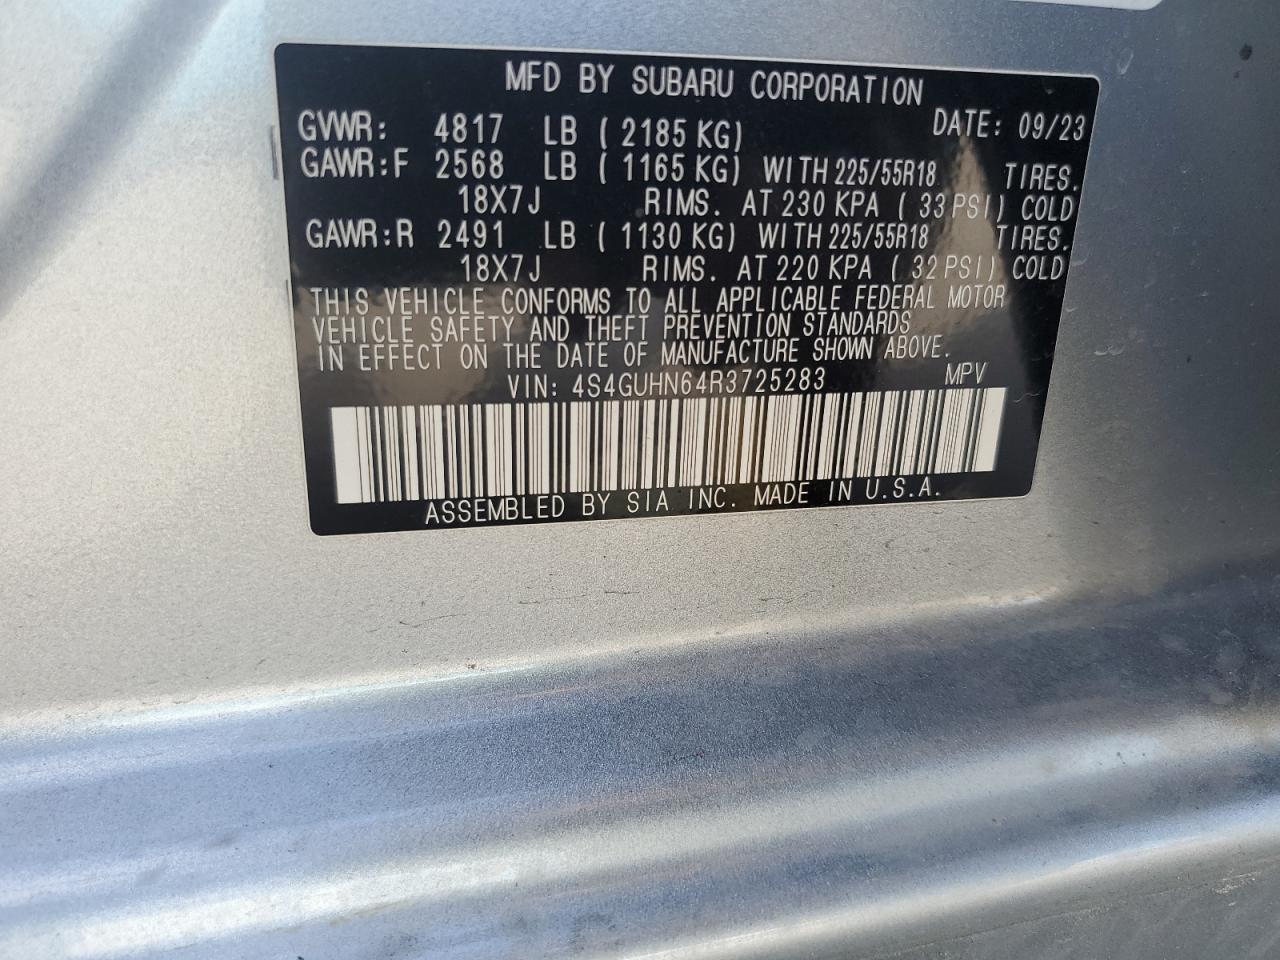 MFD BY SUBARU CORPORATION
GVWR: 4817 LB ( 2185 KG) DATE: 09/23
GAWR:F 2568 LB ( 1165 KG) WITH 225/55R18 TIRES.
18X7J RIMS. AT 230 KPA ( 33 PSI) COLD
GAWR:R 2491 LB ( 1130 KG) WITH 225/55R18 TIRES.
18X7J RIMS. AT 220 KPA ( 32 PSI) COLD
THIS VEHICLE CONFORMS TO ALL APPLICABLE FEDERAL MOTOR
VEHICLE SAFETY AND THEFT PREVENTION STANDARDS
IN EFFECT ON THE DATE OF MANUFACTURE SHOWN ABOVE.
VIN: 4S4GUHN64R3725283 MPV
ASSEMBLED BY SIA INC. MADE IN U.S.A.